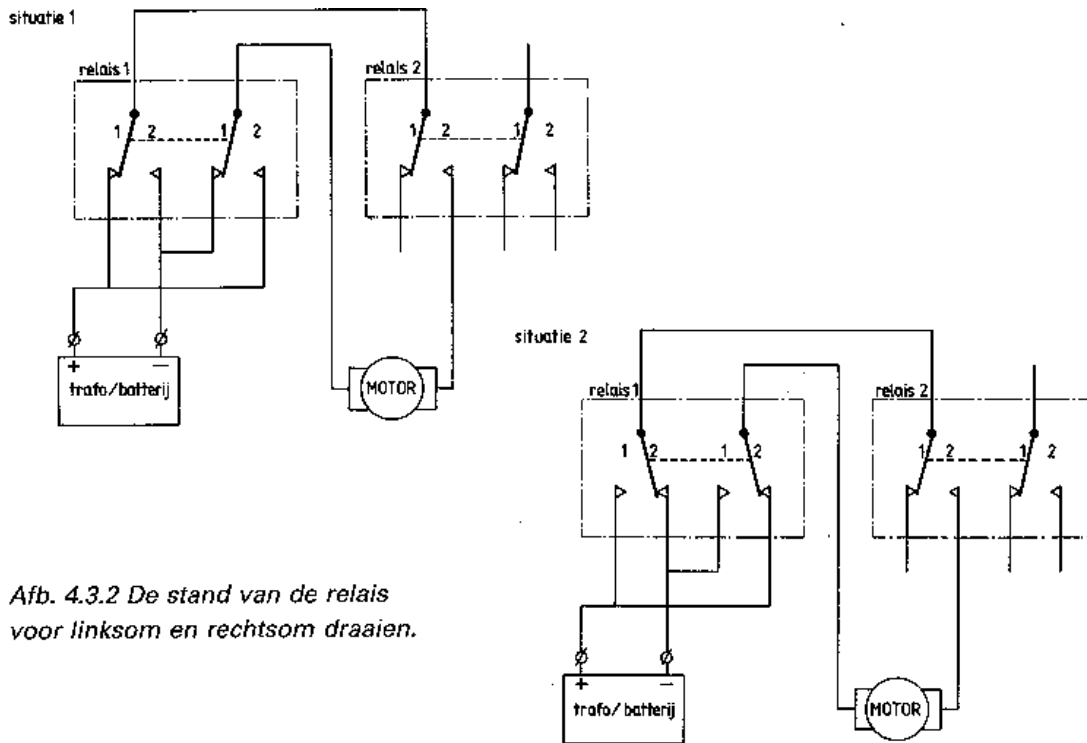 situatie 1
relais 1
relais 2
1 2 1 2
1 2 1 2
+ −
trafo/batterij
MOTOR
situatie 2
relais 1
relais 2
1 2 1 2
1 2 1 2
+ −
trafo/batterij
MOTOR
Afb. 4.3.2 De stand van de relais
voor linksom en rechtsom draaien.